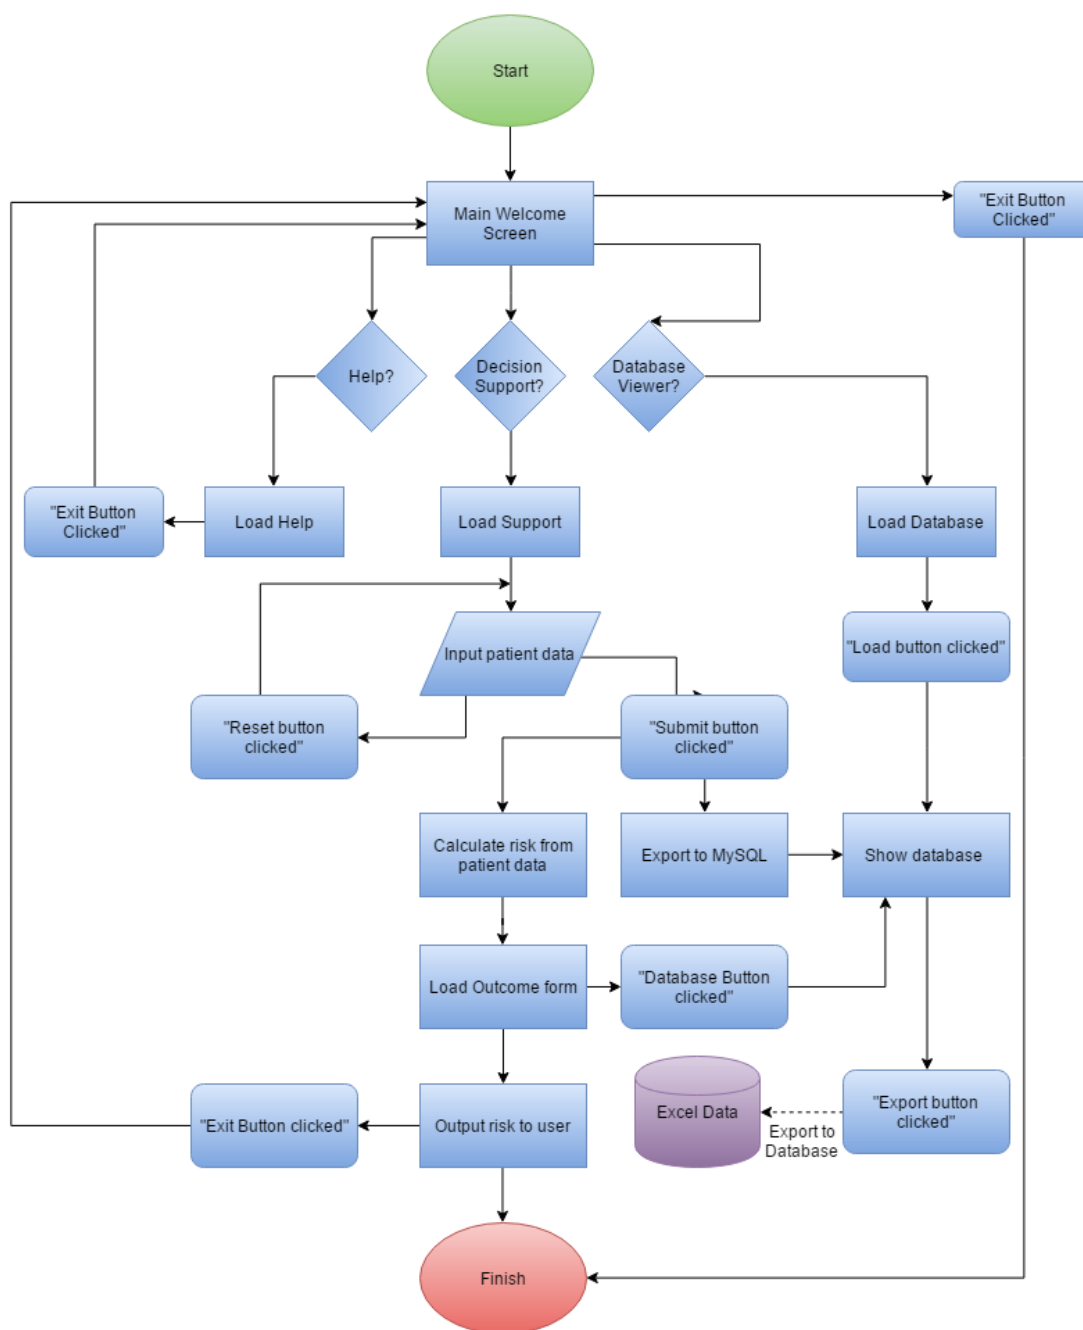 Start
Main Welcome
Screen
"Exit Button
Clicked"
Help?
Decision
Support?
Database
Viewer?
"Exit Button
Clicked"
Load Help
Load Support
Load Database
Input patient data
"Load button clicked"
"Reset button
clicked"
"Submit button
clicked"
Calculate risk from
patient data
Export to MySQL
Show database
Load Outcome form
"Database Button
clicked"
"Exit Button clicked"
Output risk to user
Excel Data
Export to
Database
"Export button
clicked"
Finish